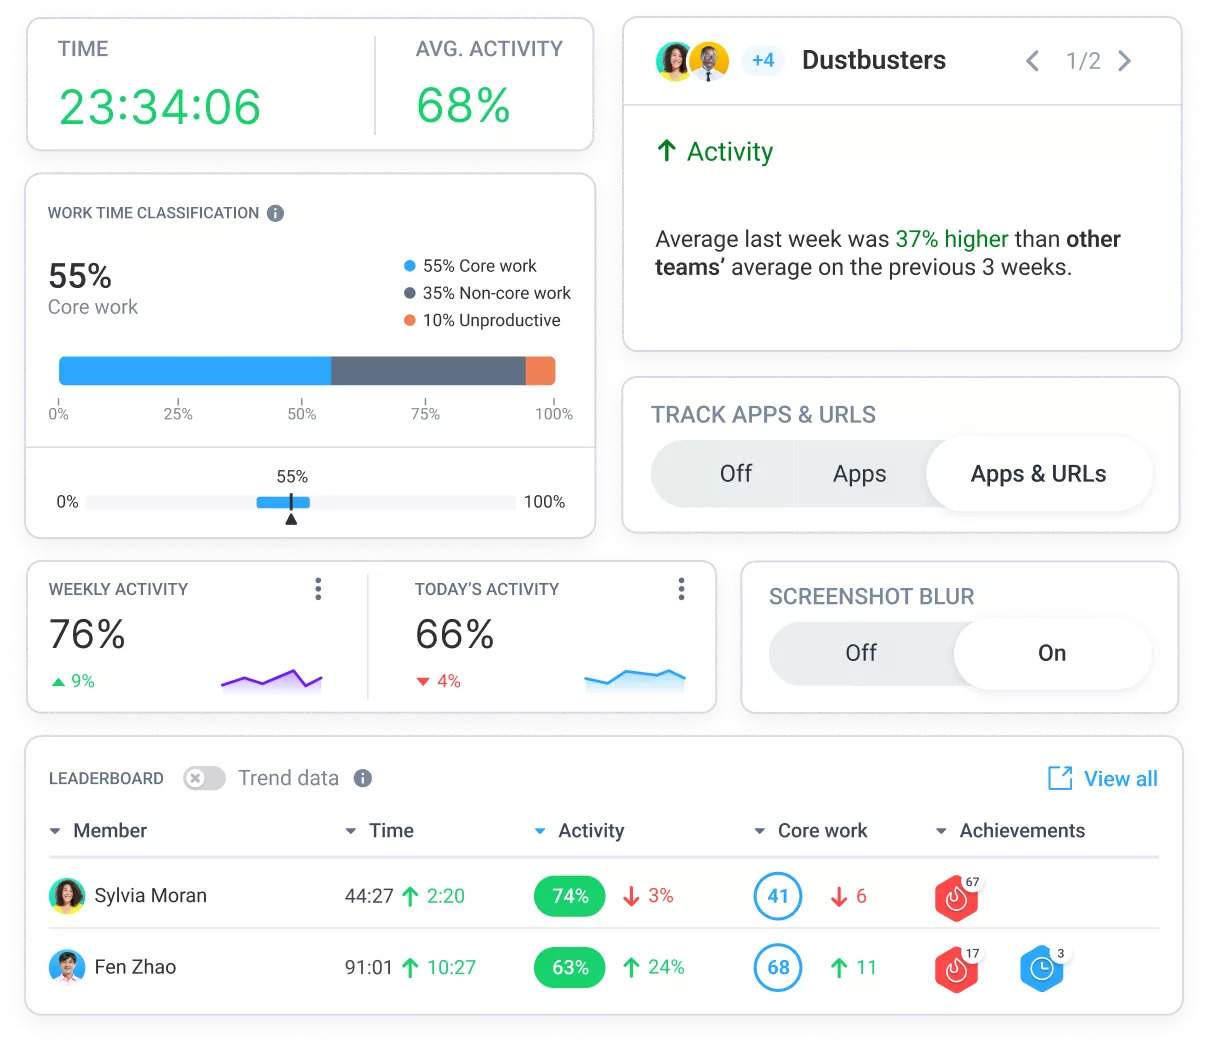 TIME
AVG. ACTIVITY
23:34:06
68%
+4
Dustbusters
1/2
Activity
Average last week was 37% higher than other
teams’ average on the previous 3 weeks.
WORK TIME CLASSIFICATION i
55%
Core work
55% Core work
35% Non-core work
10% Unproductive
0% 25% 50% 75% 100%
55%
0% 100%
TRACK APPS & URLS
Off Apps Apps & URLs
WEEKLY ACTIVITY
76%
9%
TODAY’S ACTIVITY
66%
4%
SCREENSHOT BLUR
Off On
LEADERBOARD Trend data i View all
Member Time Activity Core work Achievements
Sylvia Moran 44:27 2:20 74% 3% 41 6 67
Fen Zhao 91:01 10:27 63% 24% 68 11 17 3